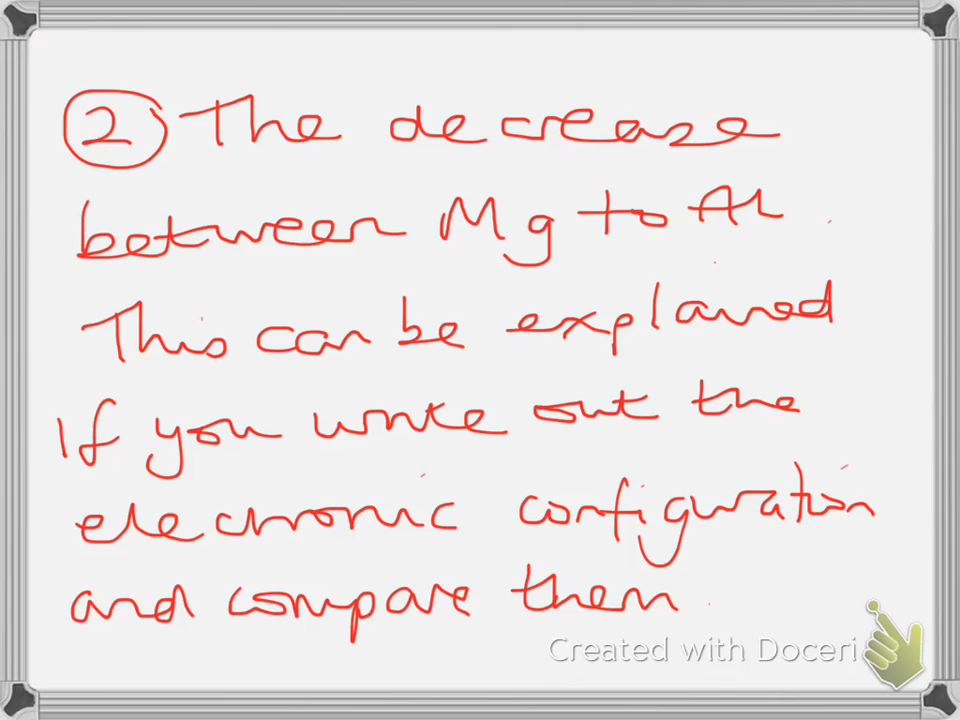 ② The decrease
between Mg to Al.
This can be explained
If you write out the
electronic configuration
and compare them.
Created with Doceri